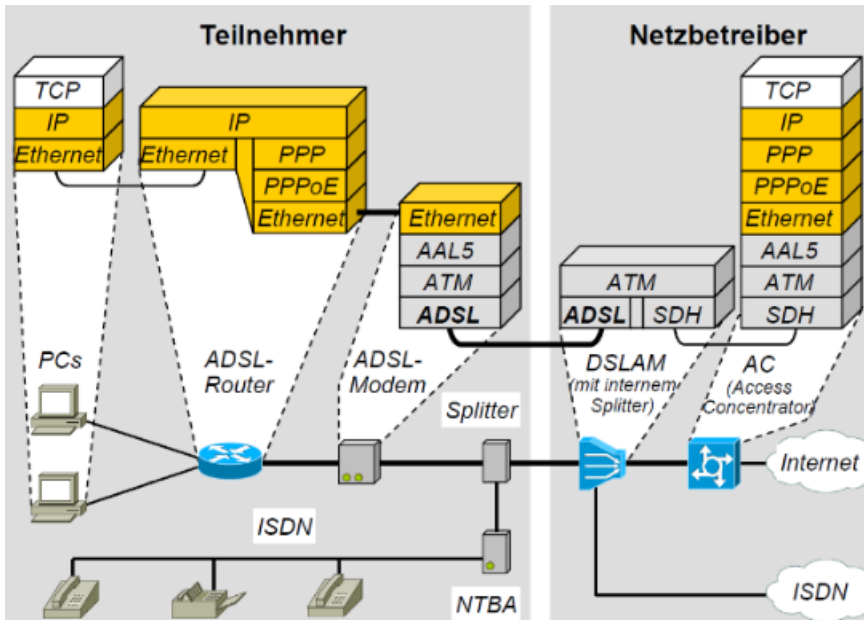 Teilnehmer
Netzbetreiber
TCP
IP
Ethernet
IP
Ethernet
PPP
PPPoE
Ethernet
Ethernet
AAL5
ATM
ADSL
ATM
ADSL
SDH
TCP
IP
PPP
PPPoE
Ethernet
AAL5
ATM
SDH
PCs
ADSL-
Router
ADSL-
Modem
Splitter
DSLAM
(mit internem
Splitter)
AC
(Access
Concentrator)
Internet
ISDN
NTBA
ISDN